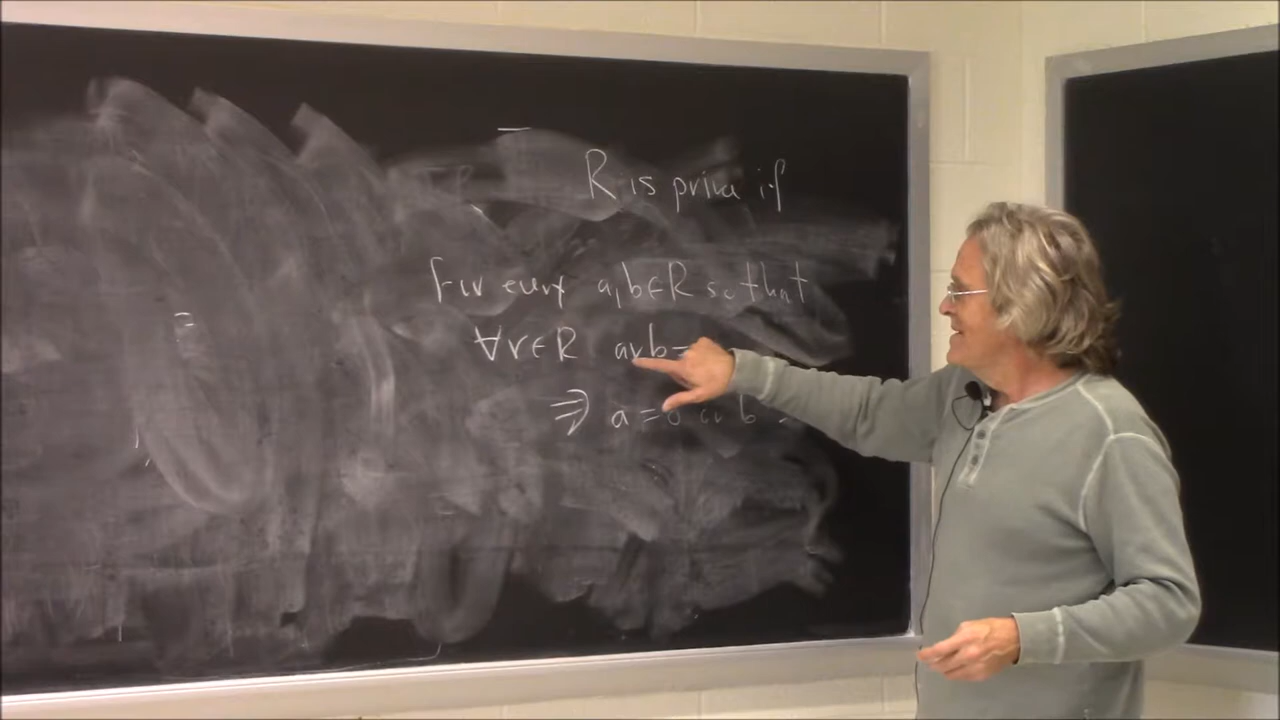 R is prime if
for every a, b ∈ R so that
∀r ∈ R arb =
⇒ a = 0 or b =